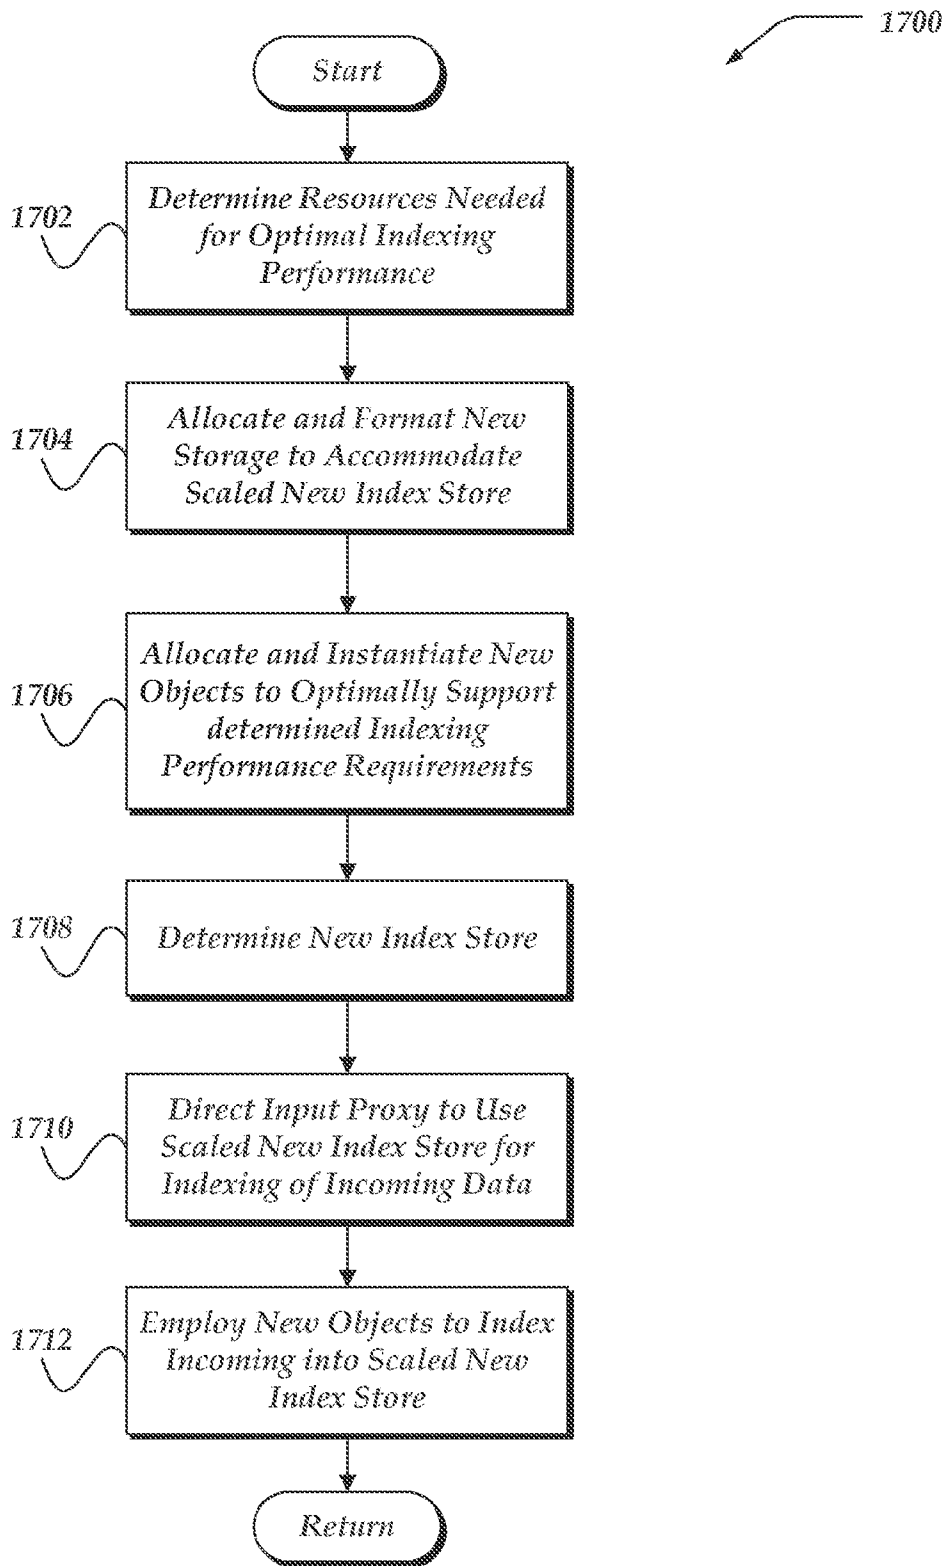 1700
Start
1702
Determine Resources Needed
for Optimal Indexing
Performance
1704
Allocate and Format New
Storage to Accommodate
Scaled New Index Store
1706
Allocate and Instantiate New
Objects to Optimally Support
determined Indexing
Performance Requirements
1708
Determine New Index Store
1710
Direct Input Proxy to Use
Scaled New Index Store for
Indexing of Incoming Data
1712
Employ New Objects to Index
Incoming into Scaled New
Index Store
Return